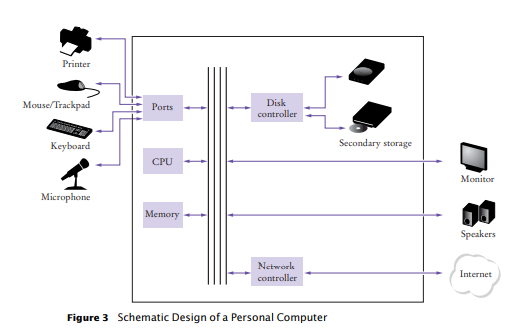 Printer
Mouse/Trackpad
Keyboard
Microphone
Ports
CPU
Memory
Disk
controller
Secondary storage
Monitor
Speakers
Network
controller
Internet
Figure 3 Schematic Design of a Personal Computer